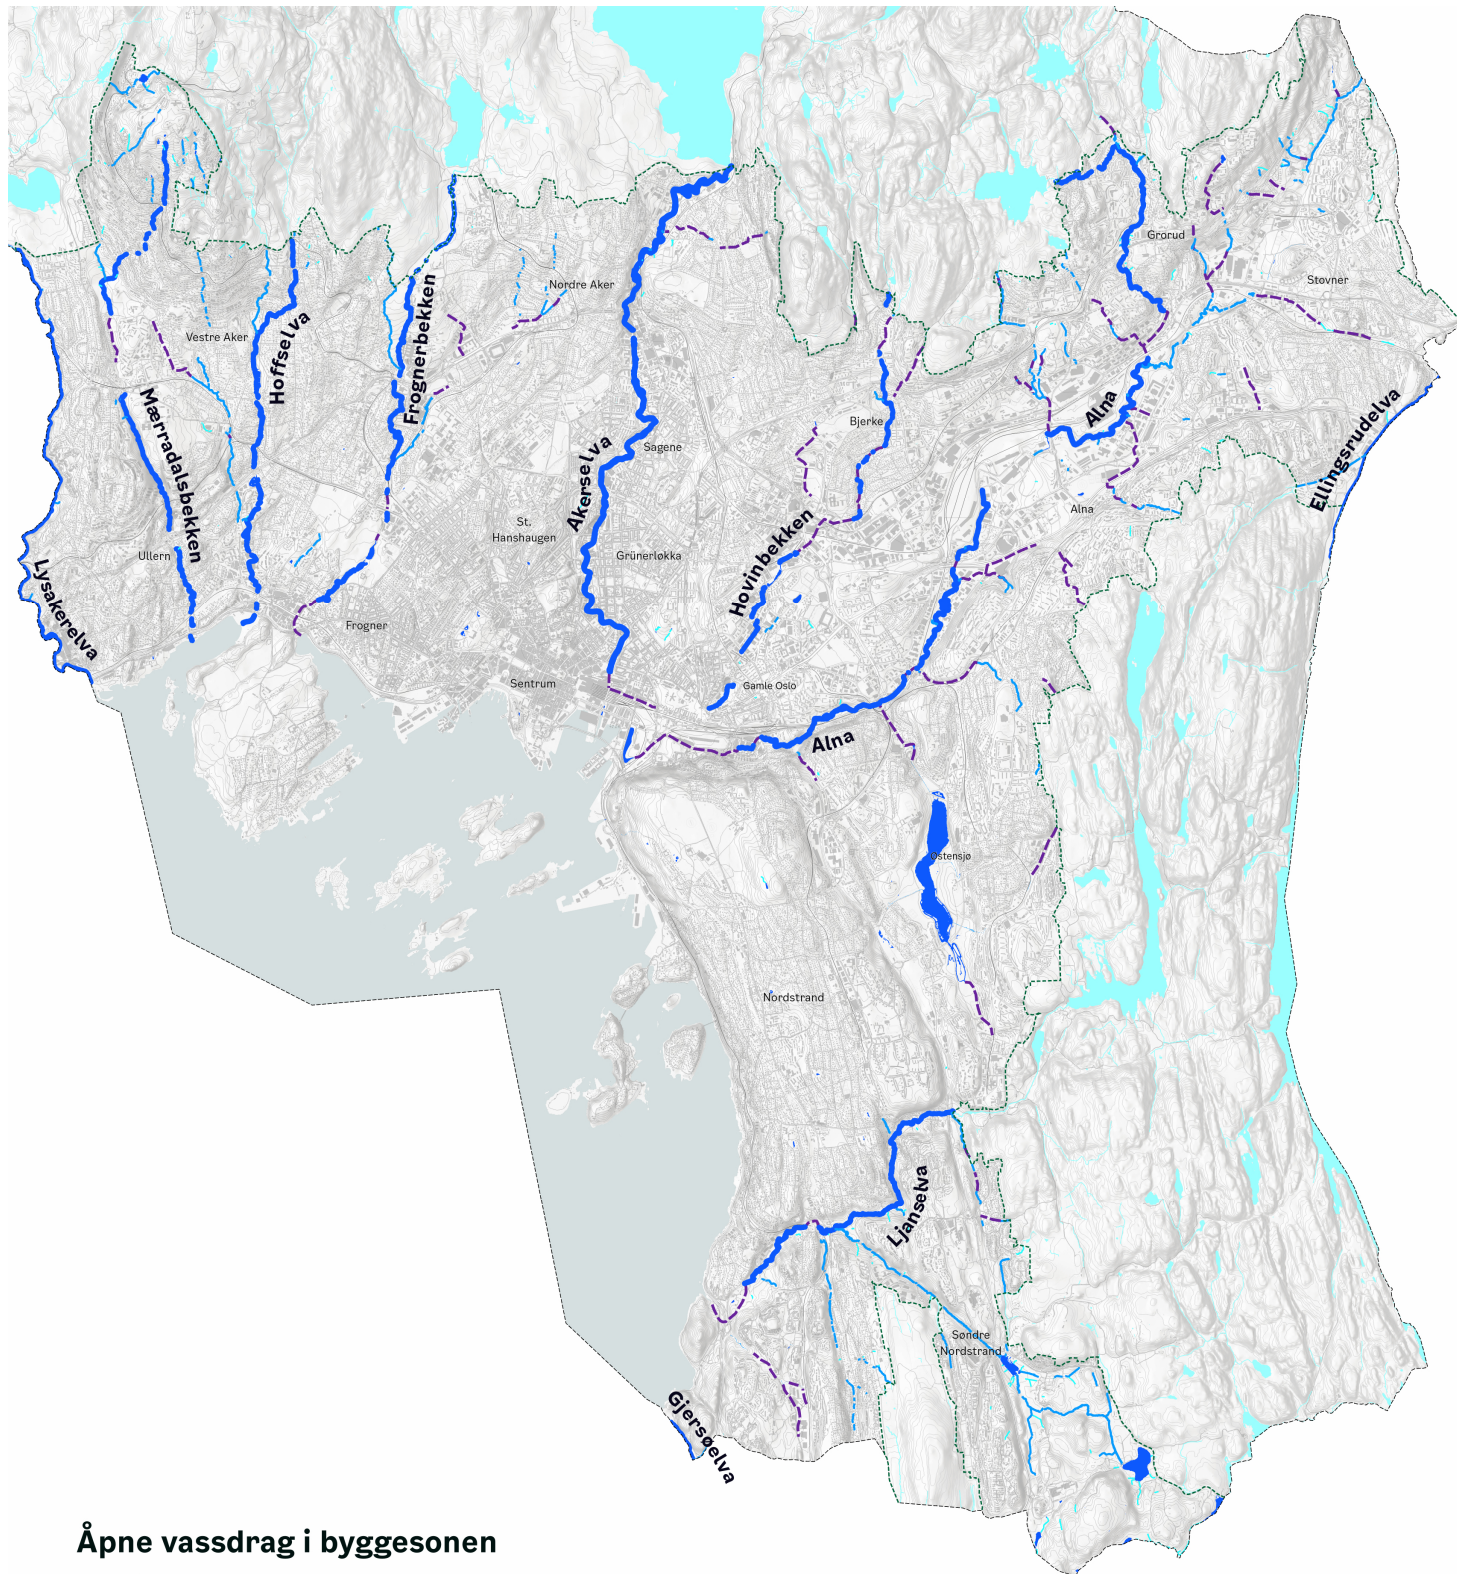 Grorud
Stovner
Nordre Aker
Vestre Aker
Hoffselva
Frognerbekken
Mærradalsbekken
Alna
Ellingsrudelva
Bjerke
Sagene
Akerselva
Alna
St.
Hanshaugen
Grünerløkka
Hovinbekken
Ullern
Lysakerelva
Frogner
Sentrum
Gamle Oslo
Alna
Østensjø
Nordstrand
Ljanselva
Søndre
Nordstrand
Gjersøelva
Åpne vassdrag i byggesonen